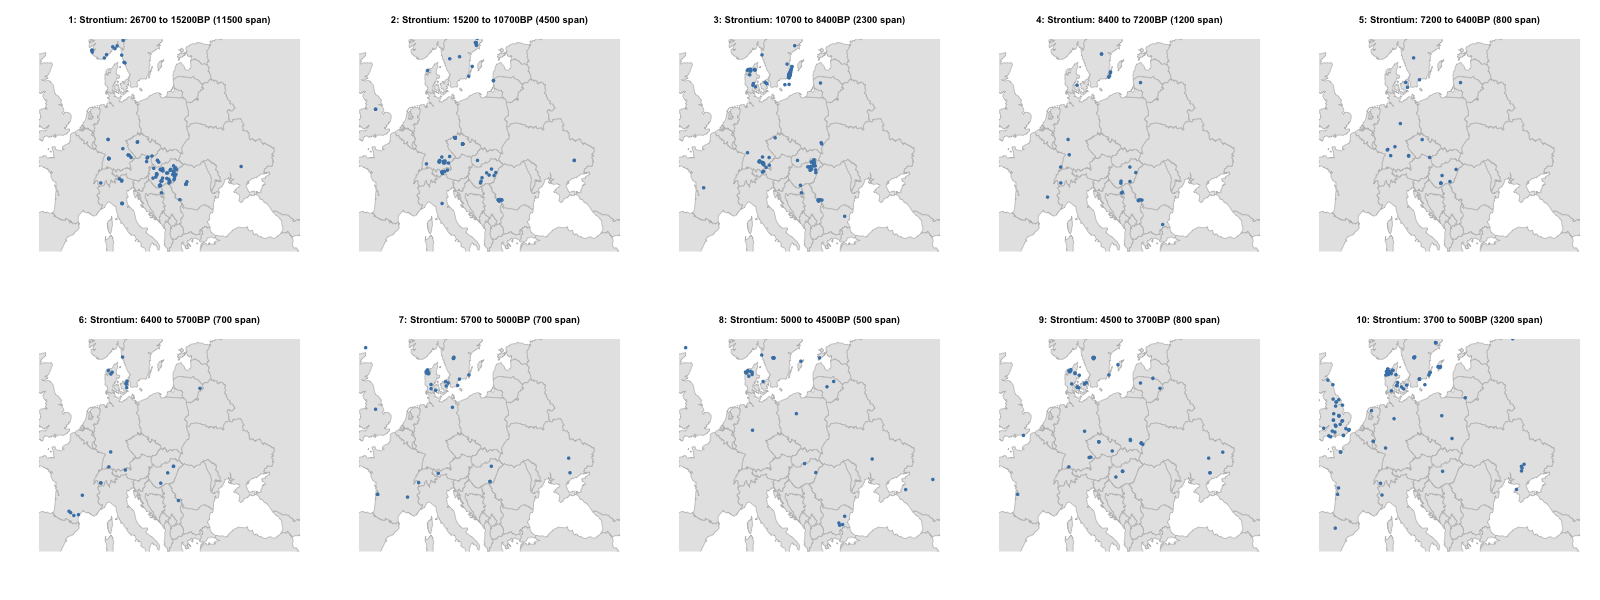 1: Strontium: 26700 to 15200BP (11500 span)
2: Strontium: 15200 to 10700BP (4500 span)
3: Strontium: 10700 to 8400BP (2300 span)
4: Strontium: 8400 to 7200BP (1200 span)
5: Strontium: 7200 to 6400BP (800 span)
6: Strontium: 6400 to 5700BP (700 span)
7: Strontium: 5700 to 5000BP (700 span)
8: Strontium: 5000 to 4500BP (500 span)
9: Strontium: 4500 to 3700BP (800 span)
10: Strontium: 3700 to 500BP (3200 span)